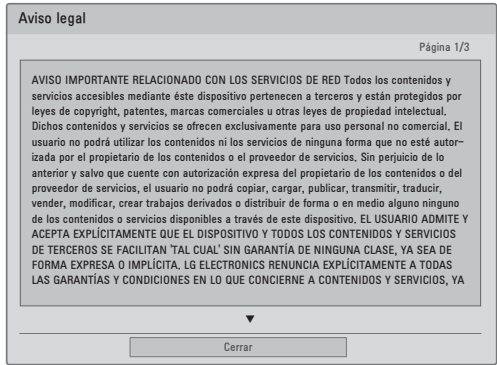 Aviso legal
Página 1/3
AVISO IMPORTANTE RELACIONADO CON LOS SERVICIOS DE RED Todos los contenidos y
servicios accesibles mediante éste dispositivo pertenecen a terceros y están protegidos por
leyes de copyright, patentes, marcas comerciales u otras leyes de propiedad intelectual.
Dichos contenidos y servicios se ofrecen exclusivamente para uso personal no comercial. El
usuario no podrá utilizar los contenidos ni los servicios de ninguna forma que no esté autor-
izada por el propietario de los contenidos o el proveedor de servicios. Sin perjuicio de lo
anterior y salvo que cuente con autorización expresa del propietario de los contenidos o del
proveedor de servicios, el usuario no podrá copiar, cargar, publicar, transmitir, traducir,
vender, modificar, crear trabajos derivados o distribuir de forma o en medio alguno ninguno
de los contenidos o servicios disponibles a través de este dispositivo. EL USUARIO ADMITE Y
ACEPTA EXPLÍCITAMENTE QUE EL DISPOSITIVO Y TODOS LOS CONTENIDOS Y SERVICIOS
DE TERCEROS SE FACILITAN 'TAL CUAL' SIN GARANTÍA DE NINGUNA CLASE, YA SEA DE
FORMA EXPRESA O IMPLÍCITA. LG ELECTRONICS RENUNCIA EXPLÍCITAMENTE A TODAS
LAS GARANTÍAS Y CONDICIONES EN LO QUE CONCIERNE A CONTENIDOS Y SERVICIOS, YA
▼
Cerrar